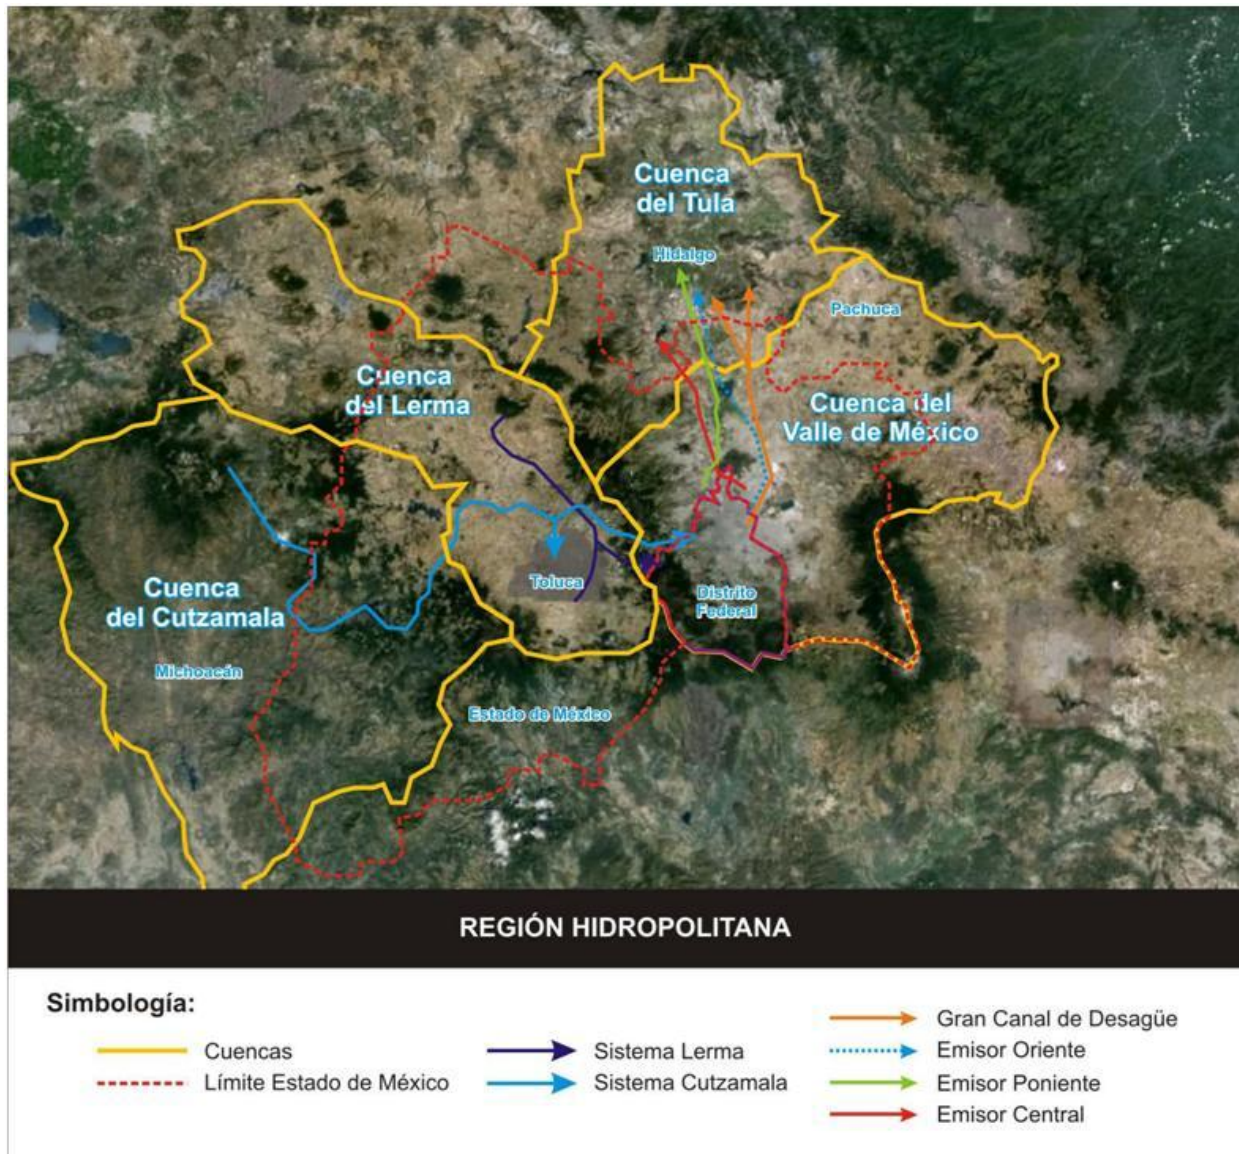 Cuenca
del Tula
Hidalgo
Pachuca
Cuenca
del Lerma
Cuenca del
Valle de México
Cuenca
del Cutzamala
Toluca
Distrito
Federal
Michoacán
Estado de México
REGIÓN HIDROPOLITANA
Simbología:
Cuencas
Límite Estado de México
Sistema Lerma
Sistema Cutzamala
Gran Canal de Desagüe
Emisor Oriente
Emisor Poniente
Emisor Central